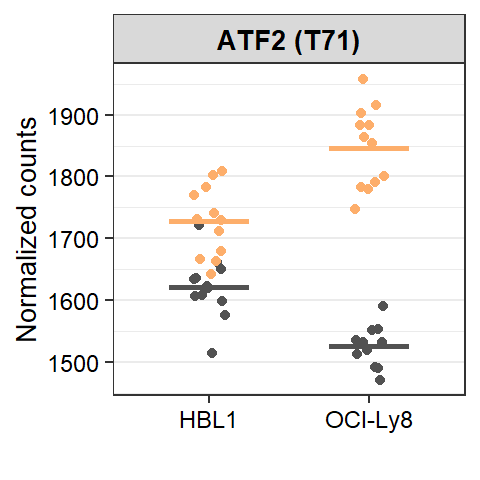 ATF2 (T71)
Normalized counts
1900
1800
1700
1600
1500
HBL1
OCI-Ly8